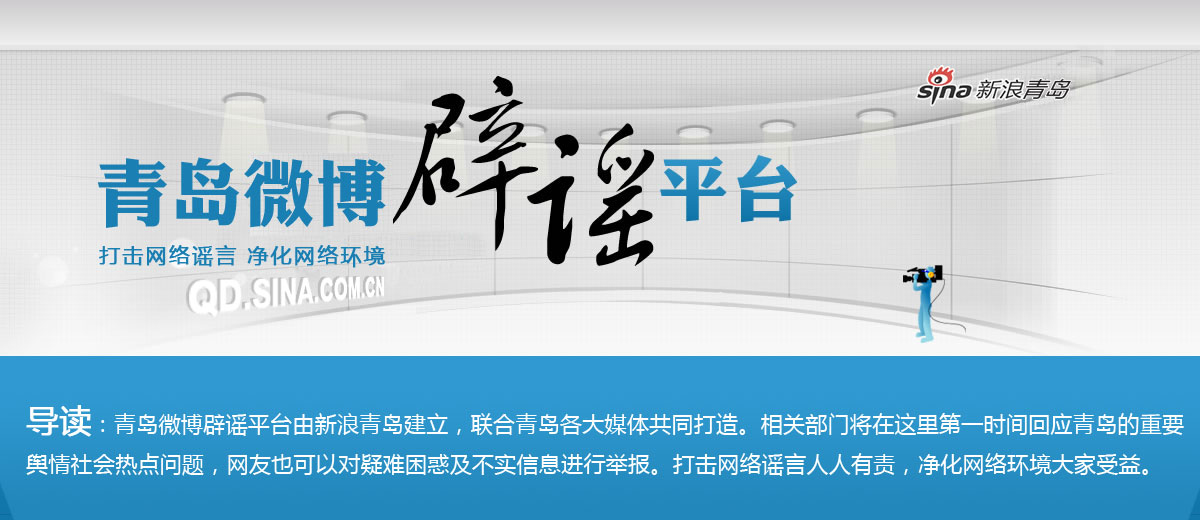 sina 新浪青岛
青岛微博辟谣平台
打击网络谣言 净化网络环境
QD.SINA.COM.CN
导读：青岛微博辟谣平台由新浪青岛建立，联合青岛各大媒体共同打造。相关部门将在这里第一时间回应青岛的重要
舆情社会热点问题，网友也可以对疑难困惑及不实信息进行举报。打击网络谣言人人有责，净化网络环境大家受益。